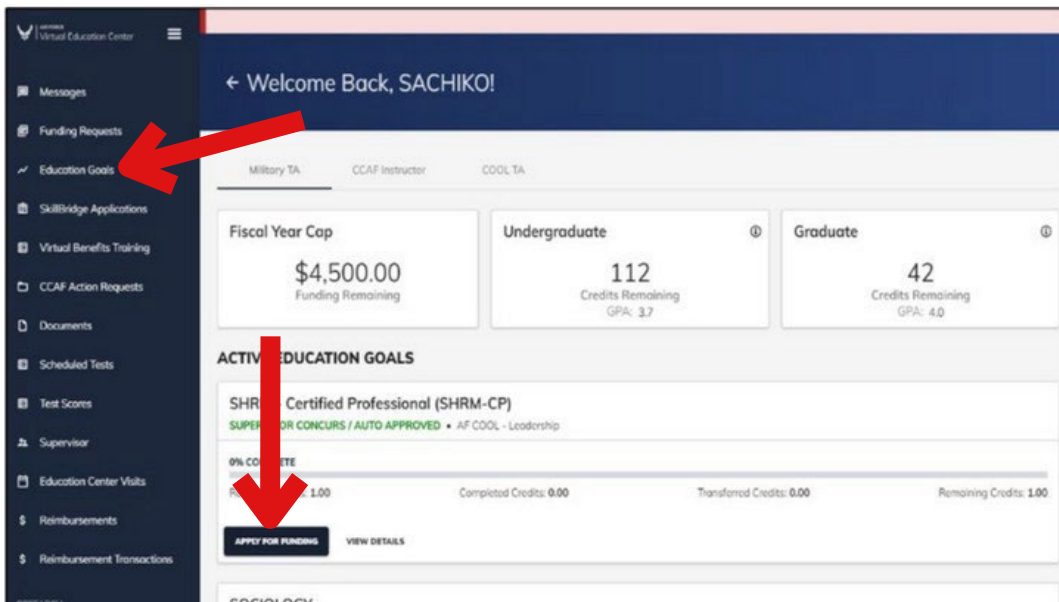 Virtual Education Center
← Welcome Back, SACHIKO!
Messages
Funding Requests
Education Goals
SkillBridge Applications
Virtual Benefits Training
CCAF Action Requests
Documents
Scheduled Tests
Test Scores
Supervisor
Education Center Visits
$ Reimbursements
$ Reimbursement Transactions
Military TA CCAF Instructor COOL TA
Fiscal Year Cap
$4,500.00
Funding Remaining
Undergraduate
112
Credits Remaining
GPA: 3.7
Graduate
42
Credits Remaining
GPA: 4.0
EDUCATION GOALS
Certified Professional (SHRM-CP)
CONCURS / AUTO APPROVED • AF COOL - Leadership
0%
1.00 Completed Credits: 0.00 Transferred Credits: 0.00 Remaining Credits: 1.00
APPLY FOR FUNDING VIEW DETAILS
SOCIOLOGY